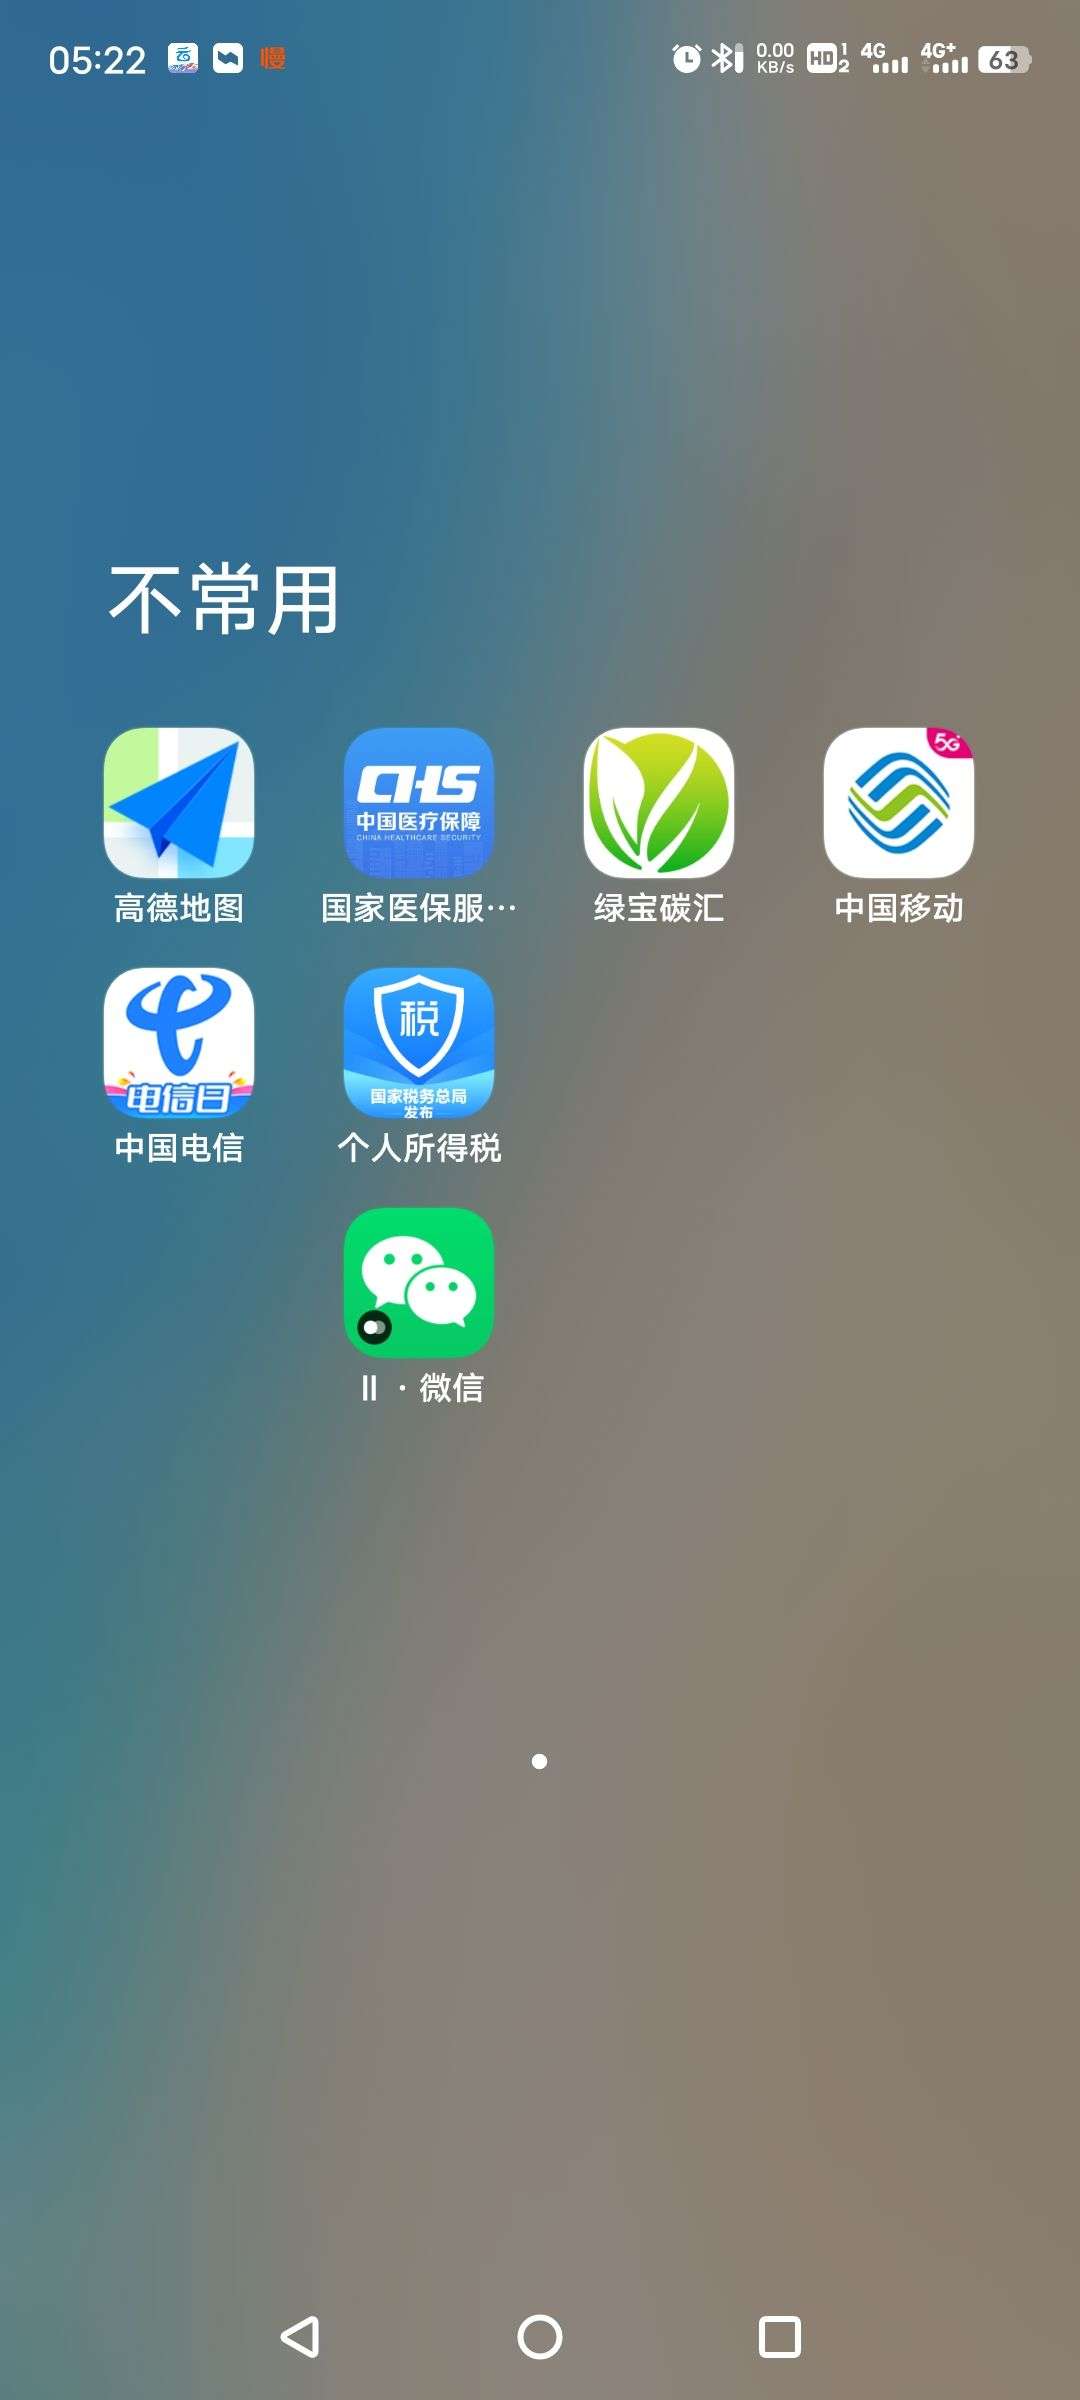 05:22 云 慢 0.00 KB/s HD 1 2 4G 4G+ 63
不常用
5G
CHS
中国医疗保障
CHINA HEALTHCARE SECURITY
高德地图 国家医保服… 绿宝碳汇 中国移动
税
电信日
国家税务总局
发布
中国电信 个人所得税
II · 微信